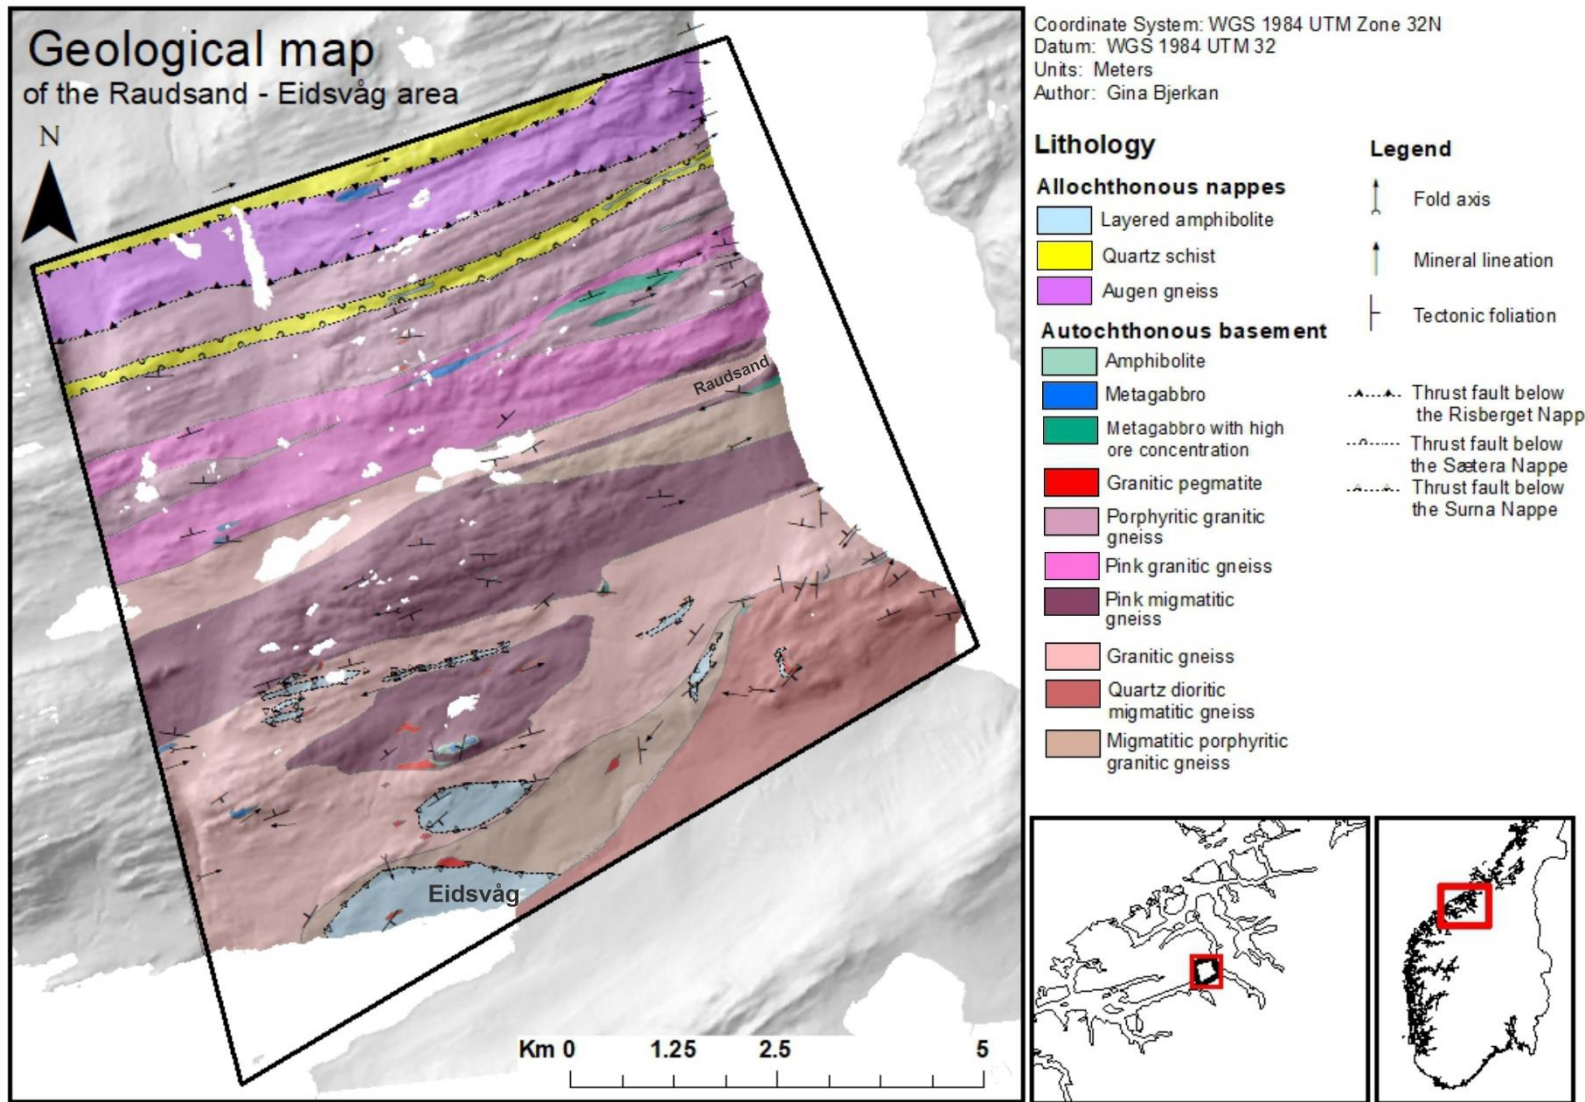 Geological map
of the Raudsand - Eidsvåg area
N
Raudsand
Eidsvåg
Km 0 1.25 2.5 5
Coordinate System: WGS 1984 UTM Zone 32N
Datum: WGS 1984 UTM 32
Units: Meters
Author: Gina Bjerkan
Lithology
Allochthonous nappes
Layered amphibolite
Quartz schist
Augen gneiss
Autochthonous basement
Amphibolite
Metagabbro
Metagabbro with high
ore concentration
Granitic pegmatite
Porphyritic granitic
gneiss
Pink granitic gneiss
Pink migmatitic
gneiss
Granitic gneiss
Quartz dioritic
migmatitic gneiss
Migmatitic porphyritic
granitic gneiss
Legend
Fold axis
Mineral lineation
Tectonic foliation
Thrust fault below
the Risberget Napp
Thrust fault below
the Sætera Nappe
Thrust fault below
the Surna Nappe